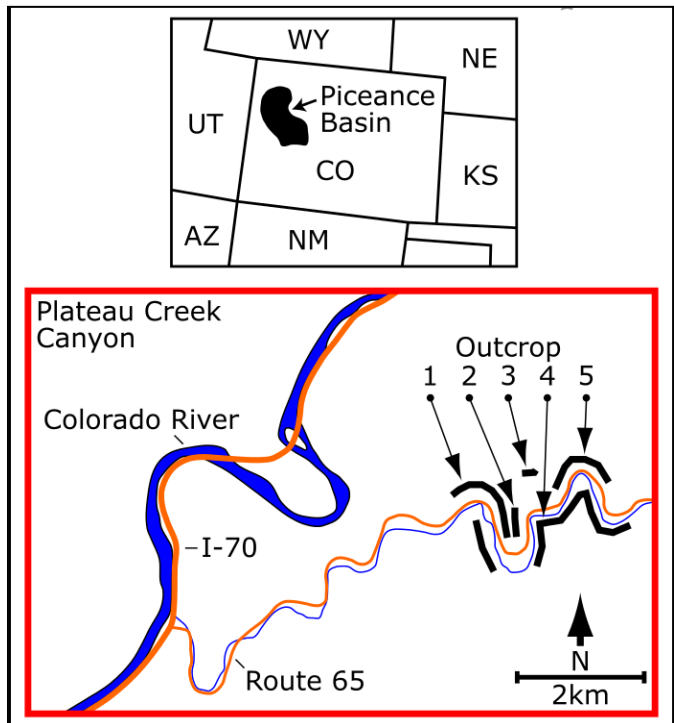 WY
NE
Piceance
Basin
UT
CO
KS
AZ
NM
Plateau Creek
Canyon
Outcrop
1 2 3 4 5
Colorado River
I-70
Route 65
N
2km